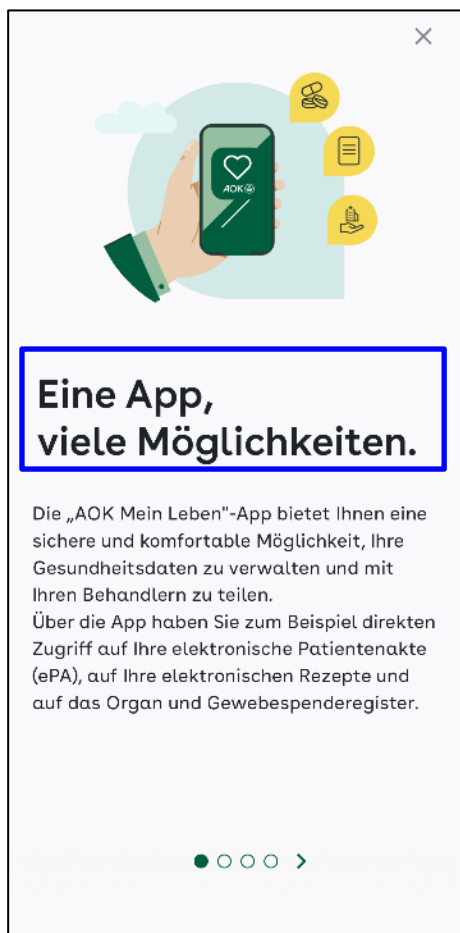 AOK
Eine App,
viele Möglichkeiten.
Die „AOK Mein Leben"-App bietet Ihnen eine
sichere und komfortable Möglichkeit, Ihre
Gesundheitsdaten zu verwalten und mit
Ihren Behandlern zu teilen.
Über die App haben Sie zum Beispiel direkten
Zugriff auf Ihre elektronische Patientenakte
(ePA), auf Ihre elektronischen Rezepte und
auf das Organ und Gewebespenderegister.